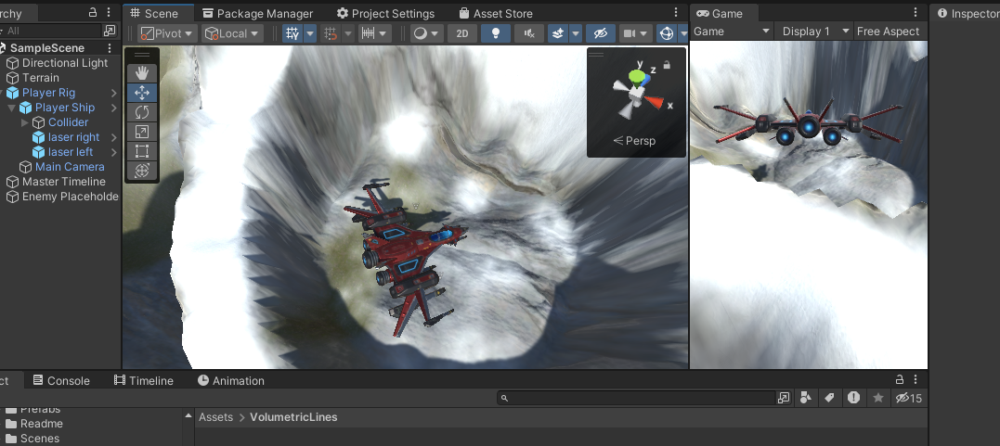 rchy
Scene
Package Manager
Project Settings
Asset Store
Game
Inspector
All
Pivot
Local
2D
Game
Display 1
Free Aspect
SampleScene
Directional Light
Terrain
Player Rig
Player Ship
Collider
laser right
laser left
Main Camera
Master Timeline
Enemy Placeholde
y
z
x
Persp
ct
Console
Timeline
Animation
15
Prefabs
Readme
Scenes
Assets > VolumetricLines